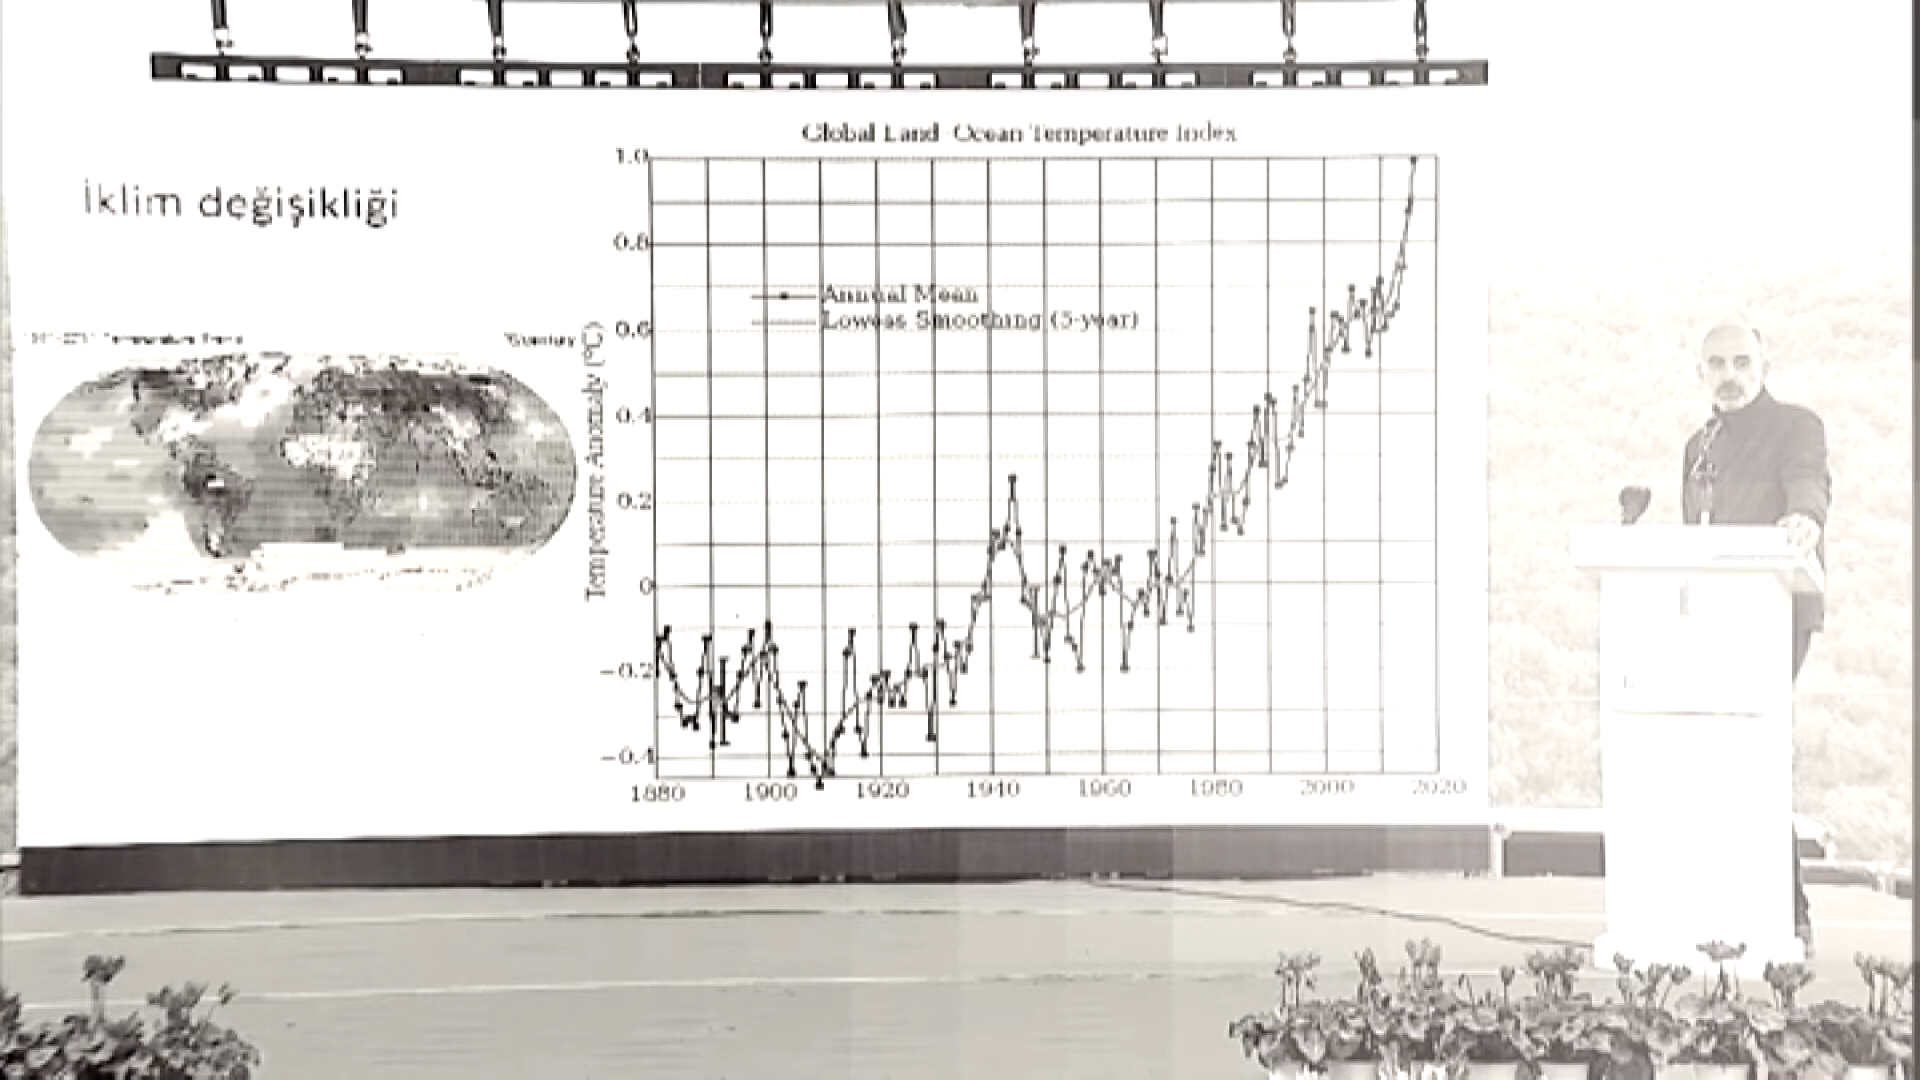 İklim değişikliği
Global Land Ocean Temperature Index
1.0
0.8
0.6
0.4
0.2
0
−0.2
−0.4
Temperature Anomaly (°C)
Annual Mean
Lowess Smoothing (5-year)
1880 1900 1920 1940 1960 1980 2000 2020